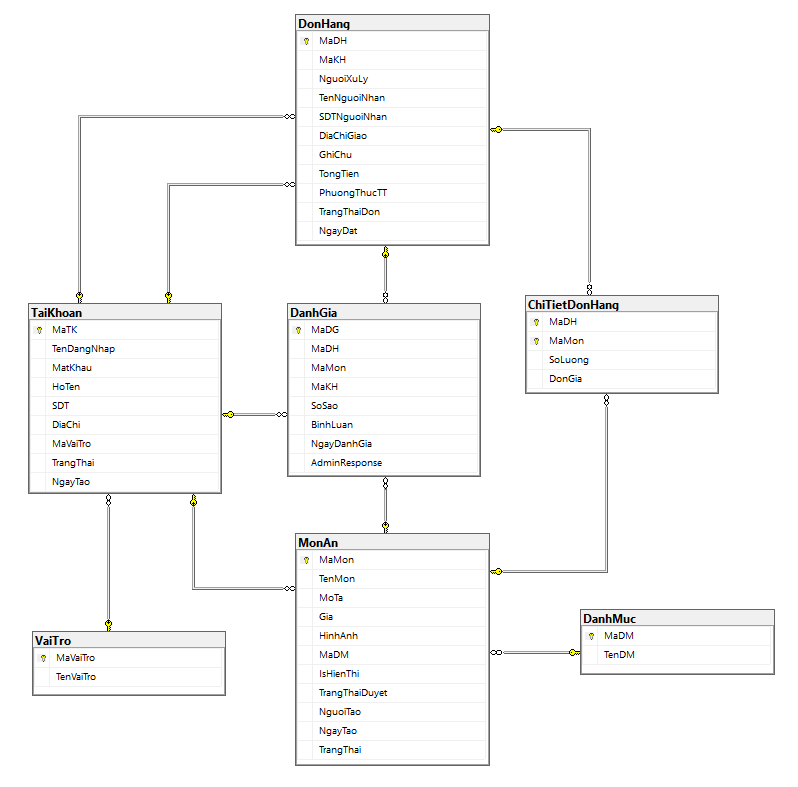 DonHang
MaDH
MaKH
NguoiXuLy
TenNguoiNhan
SDTNguoiNhan
DiaChiGiao
GhiChu
TongTien
PhuongThucTT
TrangThaiDon
NgayDat
TaiKhoan
MaTK
TenDangNhap
MatKhau
HoTen
SDT
DiaChi
MaVaiTro
TrangThai
NgayTao
DanhGia
MaDG
MaDH
MaMon
MaKH
SoSao
BinhLuan
NgayDanhGia
AdminResponse
ChiTietDonHang
MaDH
MaMon
SoLuong
DonGia
VaiTro
MaVaiTro
TenVaiTro
MonAn
MaMon
TenMon
MoTa
Gia
HinhAnh
MaDM
IsHienThi
TrangThaiDuyet
NguoiTao
NgayTao
TrangThai
DanhMuc
MaDM
TenDM